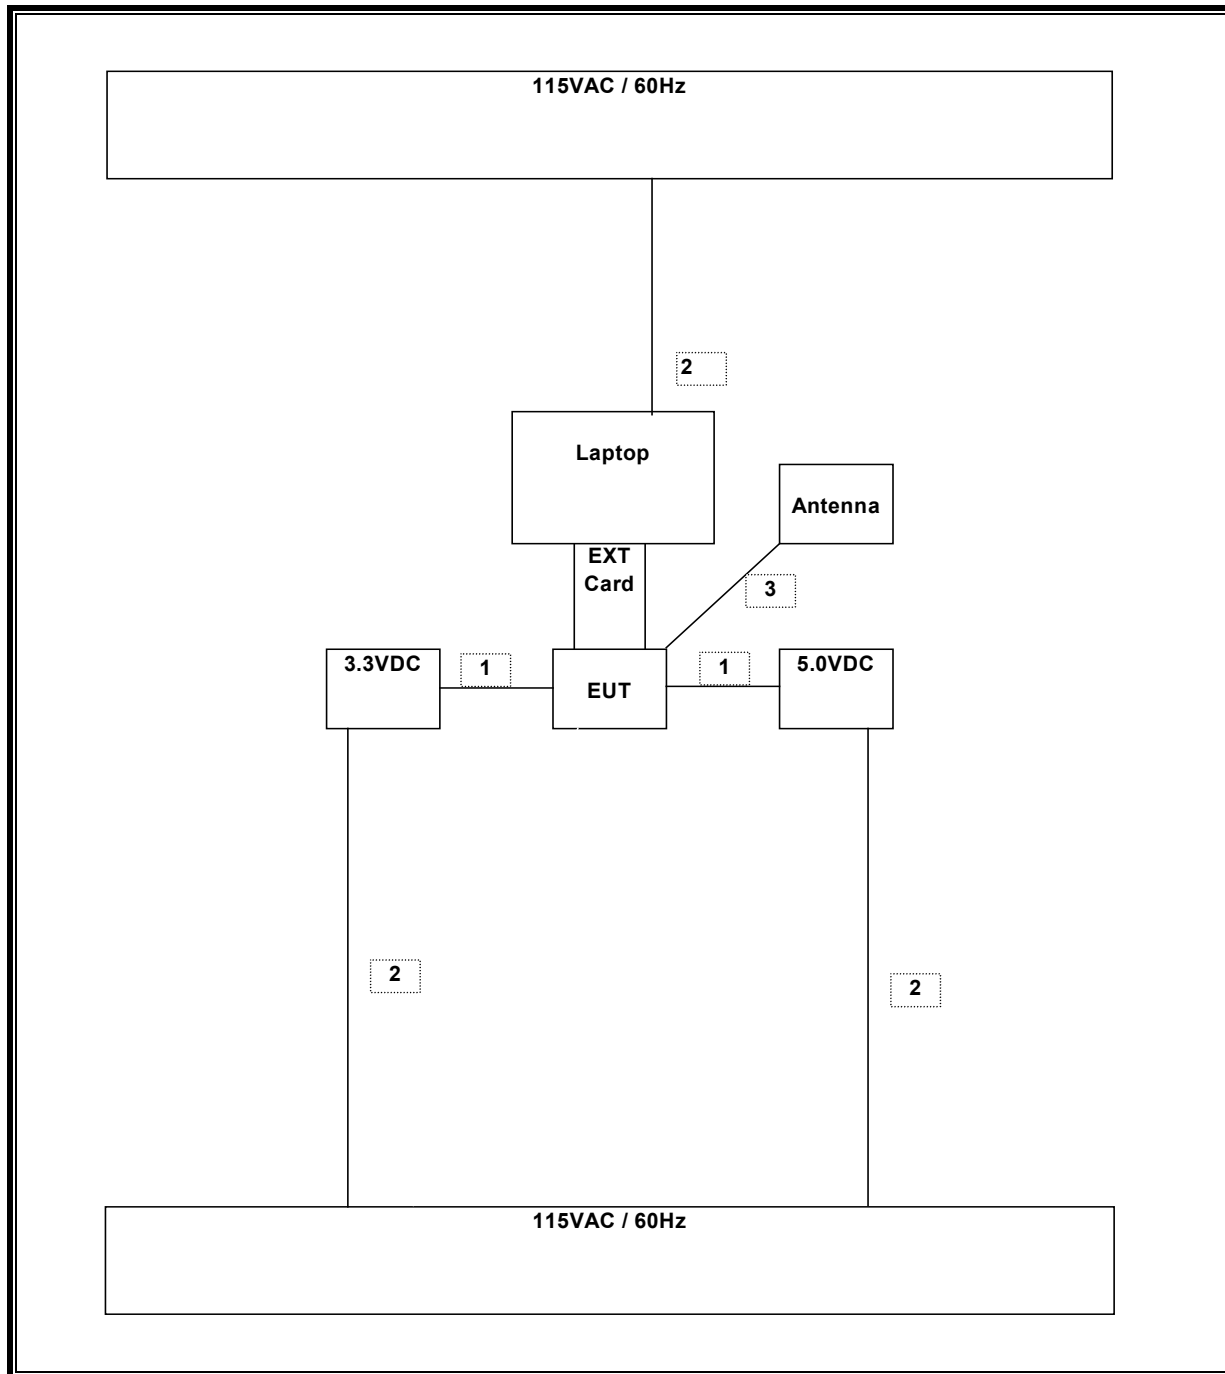 115VAC / 60Hz
2
Laptop
Antenna
EXT
Card
3
3.3VDC
1
EUT
1
5.0VDC
2
2
115VAC / 60Hz